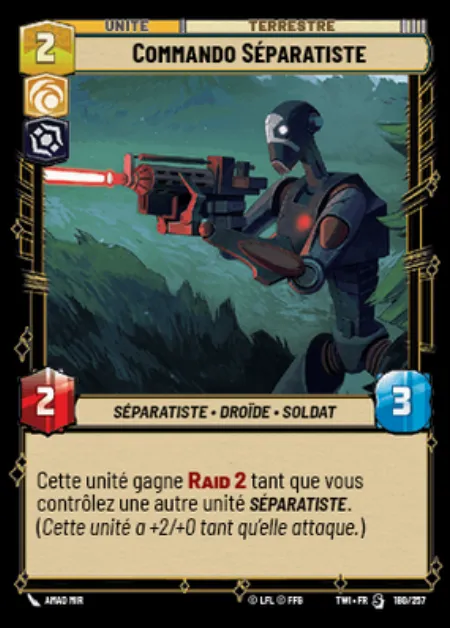 2
UNITÉ
TERRESTRE
COMMANDO SÉPARATISTE
2
SÉPARATISTE • DROÏDE • SOLDAT
3
Cette unité gagne RAID 2 tant que vous
contrôlez une autre unité SÉPARATISTE.
(Cette unité a +2/+0 tant qu'elle attaque.)
AMAD MIR
© LFL © FFG
TWI • FR
180/257